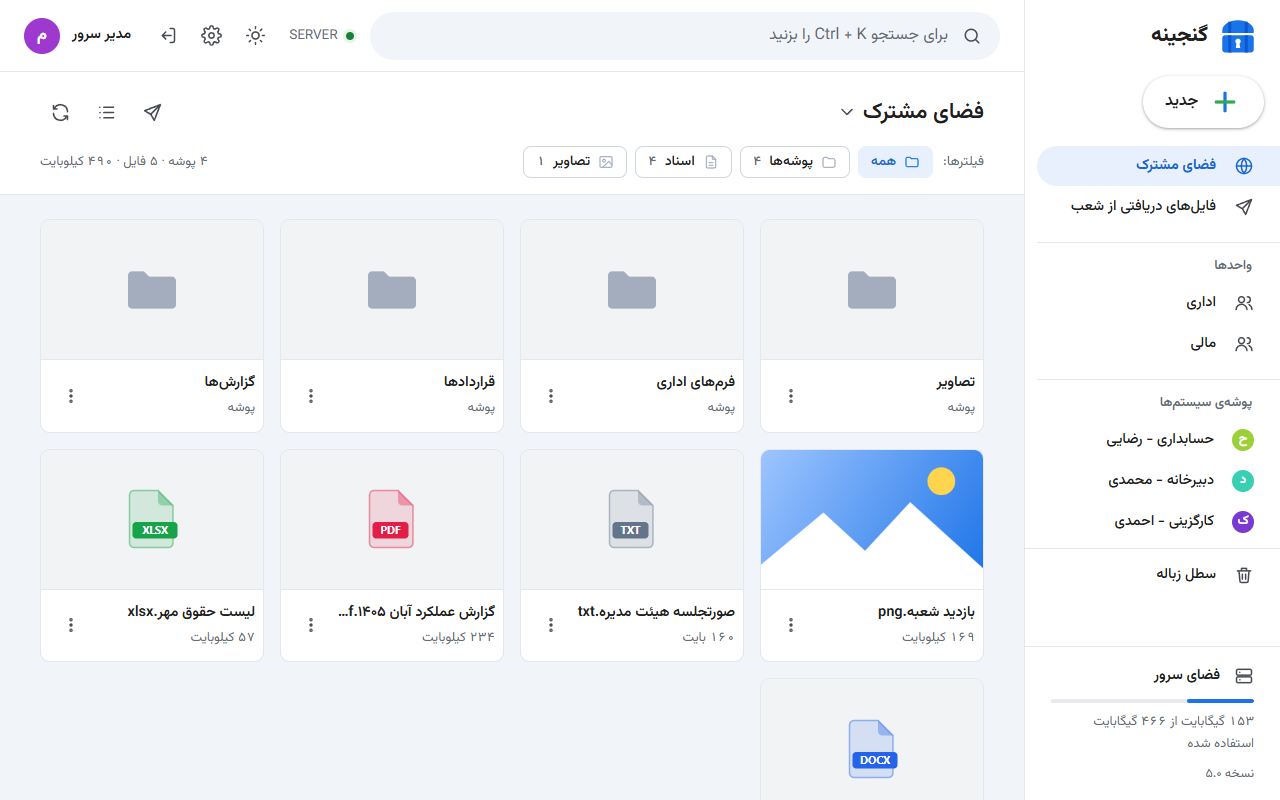 گنجینه
جدید
فضای مشترک
فایل‌های دریافتی از شعب
واحدها
اداری
مالی
پوشه‌ی سیستم‌ها
ح حسابداری - رضایی
د دبیرخانه - محمدی
ک کارگزینی - احمدی
سطل زباله
فضای سرور
۱۵۳ گیگابایت از ۴۶۶ گیگابایت
استفاده شده
نسخه ۵.۰
برای جستجو Ctrl + K را بزنید
SERVER
مدیر سرور
م
فضای مشترک
فیلترها: همه پوشه‌ها ۴ اسناد ۴ تصاویر ۱
۴ پوشه · ۵ فایل · ۴۹۰ کیلوبایت
تصاویر
پوشه
فرم‌های اداری
پوشه
قراردادها
پوشه
گزارش‌ها
پوشه
بازدید شعبه.png
۱۶۹ کیلوبایت
TXT
صورتجلسه هیئت مدیره.txt
۱۶۰ بایت
PDF
گزارش عملکرد آبان ۱۴۰۵.f...
۲۳۴ کیلوبایت
XLSX
لیست حقوق مهر.xlsx
۵۷ کیلوبایت
DOCX